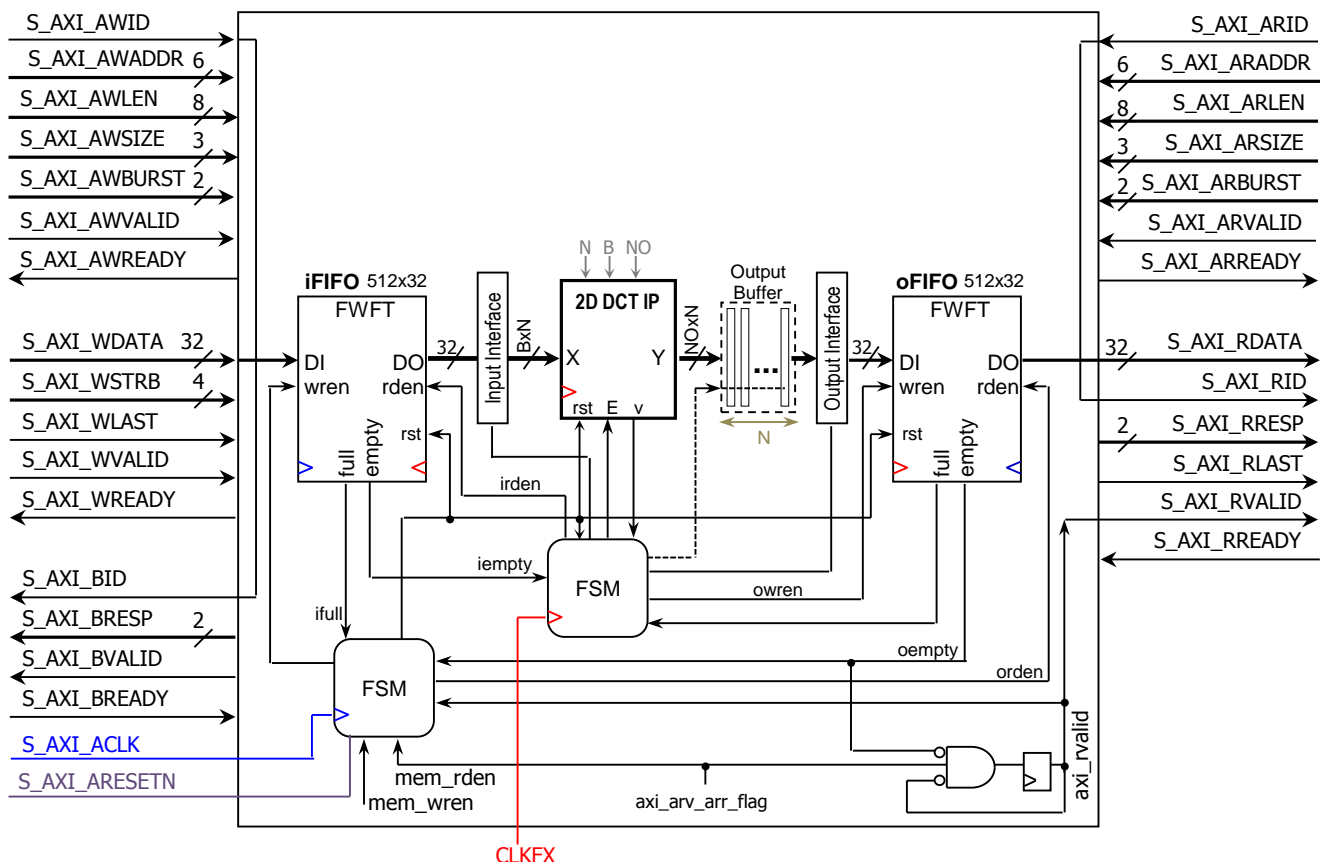 S_AXI_AWID
S_AXI_AWADDR 6
S_AXI_AWLEN 8
S_AXI_AWSIZE 3
S_AXI_AWBURST 2
S_AXI_AWVALID
S_AXI_AWREADY
S_AXI_WDATA 32
S_AXI_WSTRB 4
S_AXI_WLAST
S_AXI_WVALID
S_AXI_WREADY
S_AXI_BID
S_AXI_BRESP 2
S_AXI_BVALID
S_AXI_BREADY
S_AXI_ACLK
S_AXI_ARESETN
iFIFO 512x32
FWFT
DI
DO
wren
rden
rst
full
empty
32
Input Interface
BxN
N B NO
2D DCT IP
X
Y
rst E v
NOxN
Output
Buffer
...
N
Output Interface
32
oFIFO 512x32
FWFT
DI
DO
wren
rden
rst
full
empty
irden
iempty
FSM
owren
ifull
oempty
FSM
orden
mem_rden
mem_wren
axi_arv_arr_flag
axi_rvalid
CLKFX
S_AXI_ARID
6 S_AXI_ARADDR
8 S_AXI_ARLEN
3 S_AXI_ARSIZE
2 S_AXI_ARBURST
S_AXI_ARVALID
S_AXI_ARREADY
32 S_AXI_RDATA
S_AXI_RID
2 S_AXI_RRESP
S_AXI_RLAST
S_AXI_RVALID
S_AXI_RREADY